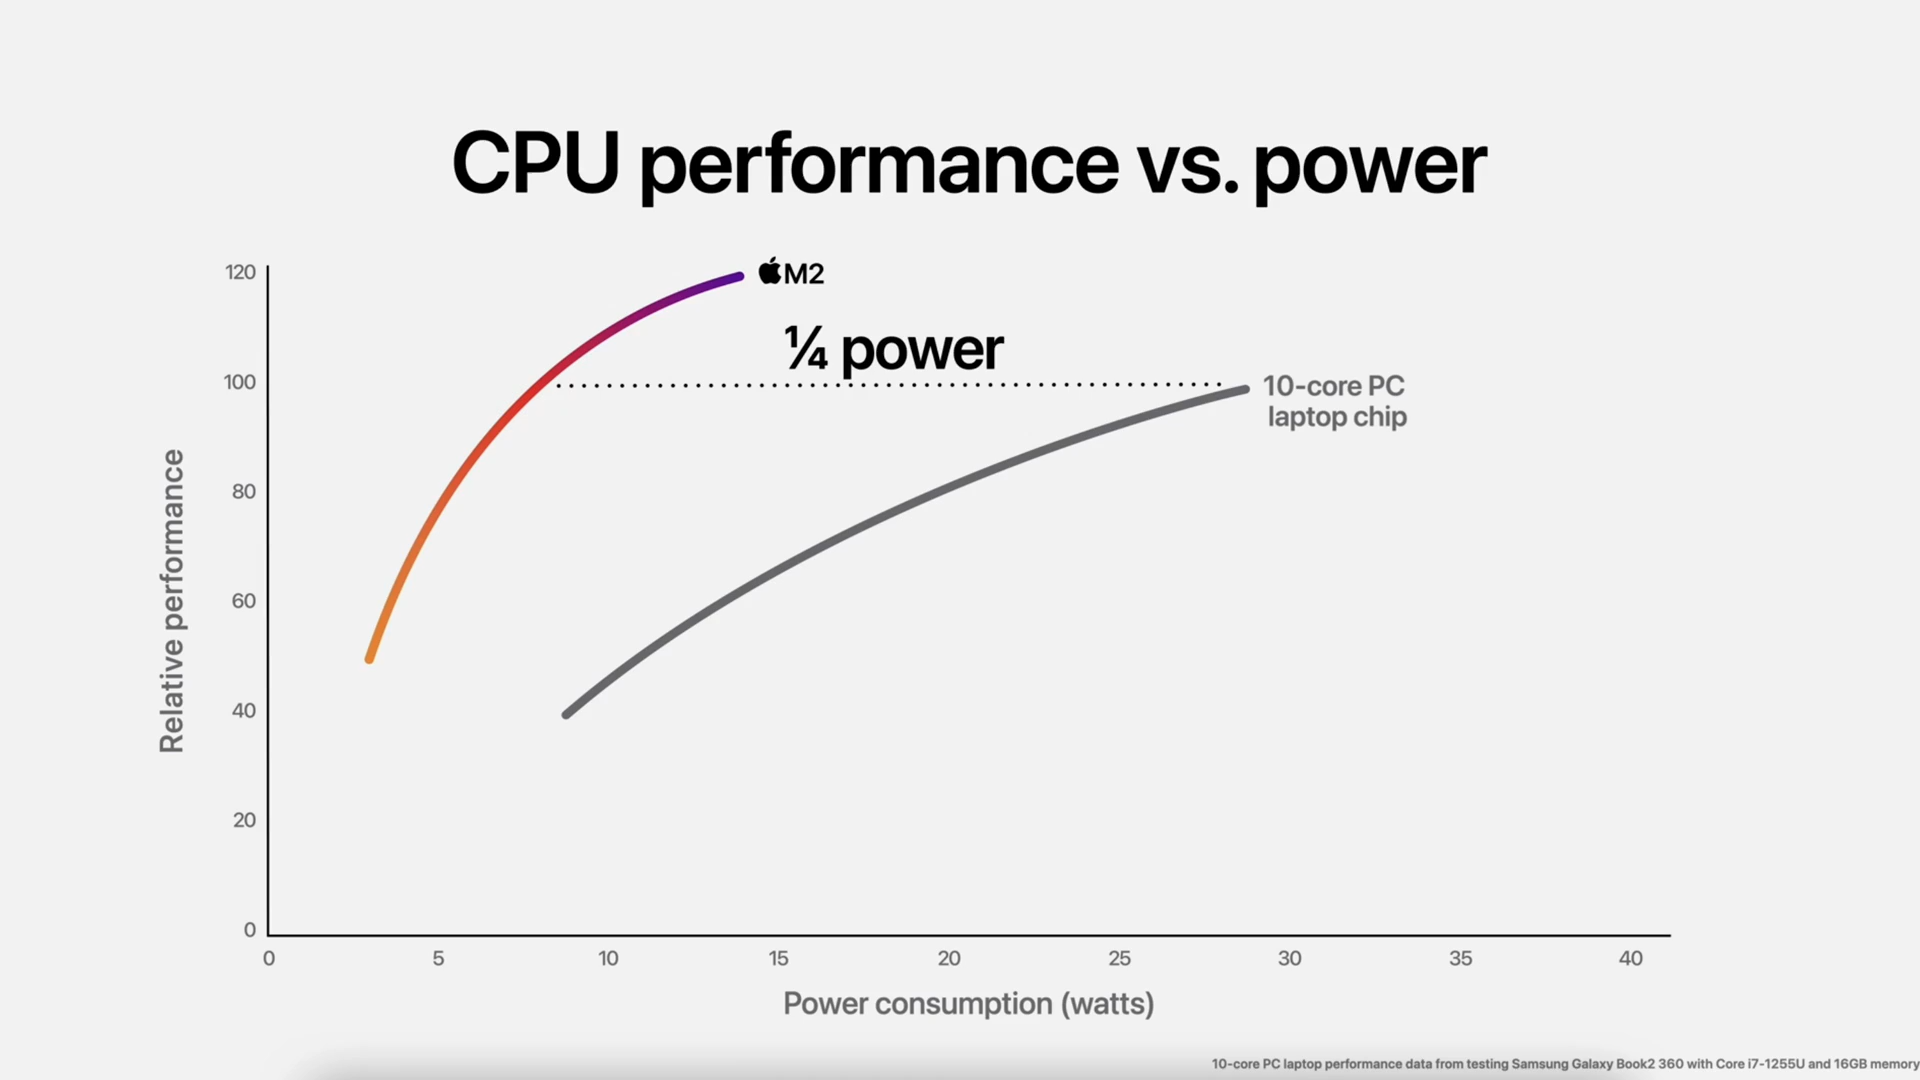 CPU performance vs. power
120
100
80
60
40
20
0
Relative performance
M2
¼ power
10-core PC
laptop chip
0 5 10 15 20 25 30 35 40
Power consumption (watts)
10-core PC laptop performance data from testing Samsung Galaxy Book2 360 with Core i7-1255U and 16GB memory